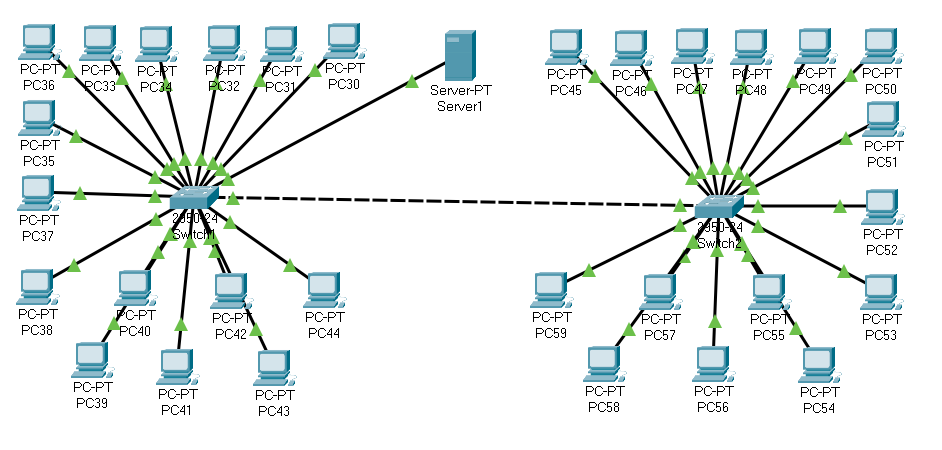 PC-PT
PC36
PC-PT
PC33
PC-PT
PC34
PC-PT
PC32
PC-PT
PC31
PC-PT
PC30
Server-PT
Server1
PC-PT
PC45
PC-PT
PC46
PC-PT
PC47
PC-PT
PC48
PC-PT
PC49
PC-PT
PC50
PC-PT
PC35
PC-PT
PC51
PC-PT
PC37
2950-24
Switch1
2950-24
Switch2
PC-PT
PC52
PC-PT
PC38
PC-PT
PC40
PC-PT
PC42
PC-PT
PC44
PC-PT
PC59
PC-PT
PC57
PC-PT
PC55
PC-PT
PC53
PC-PT
PC39
PC-PT
PC41
PC-PT
PC43
PC-PT
PC58
PC-PT
PC56
PC-PT
PC54